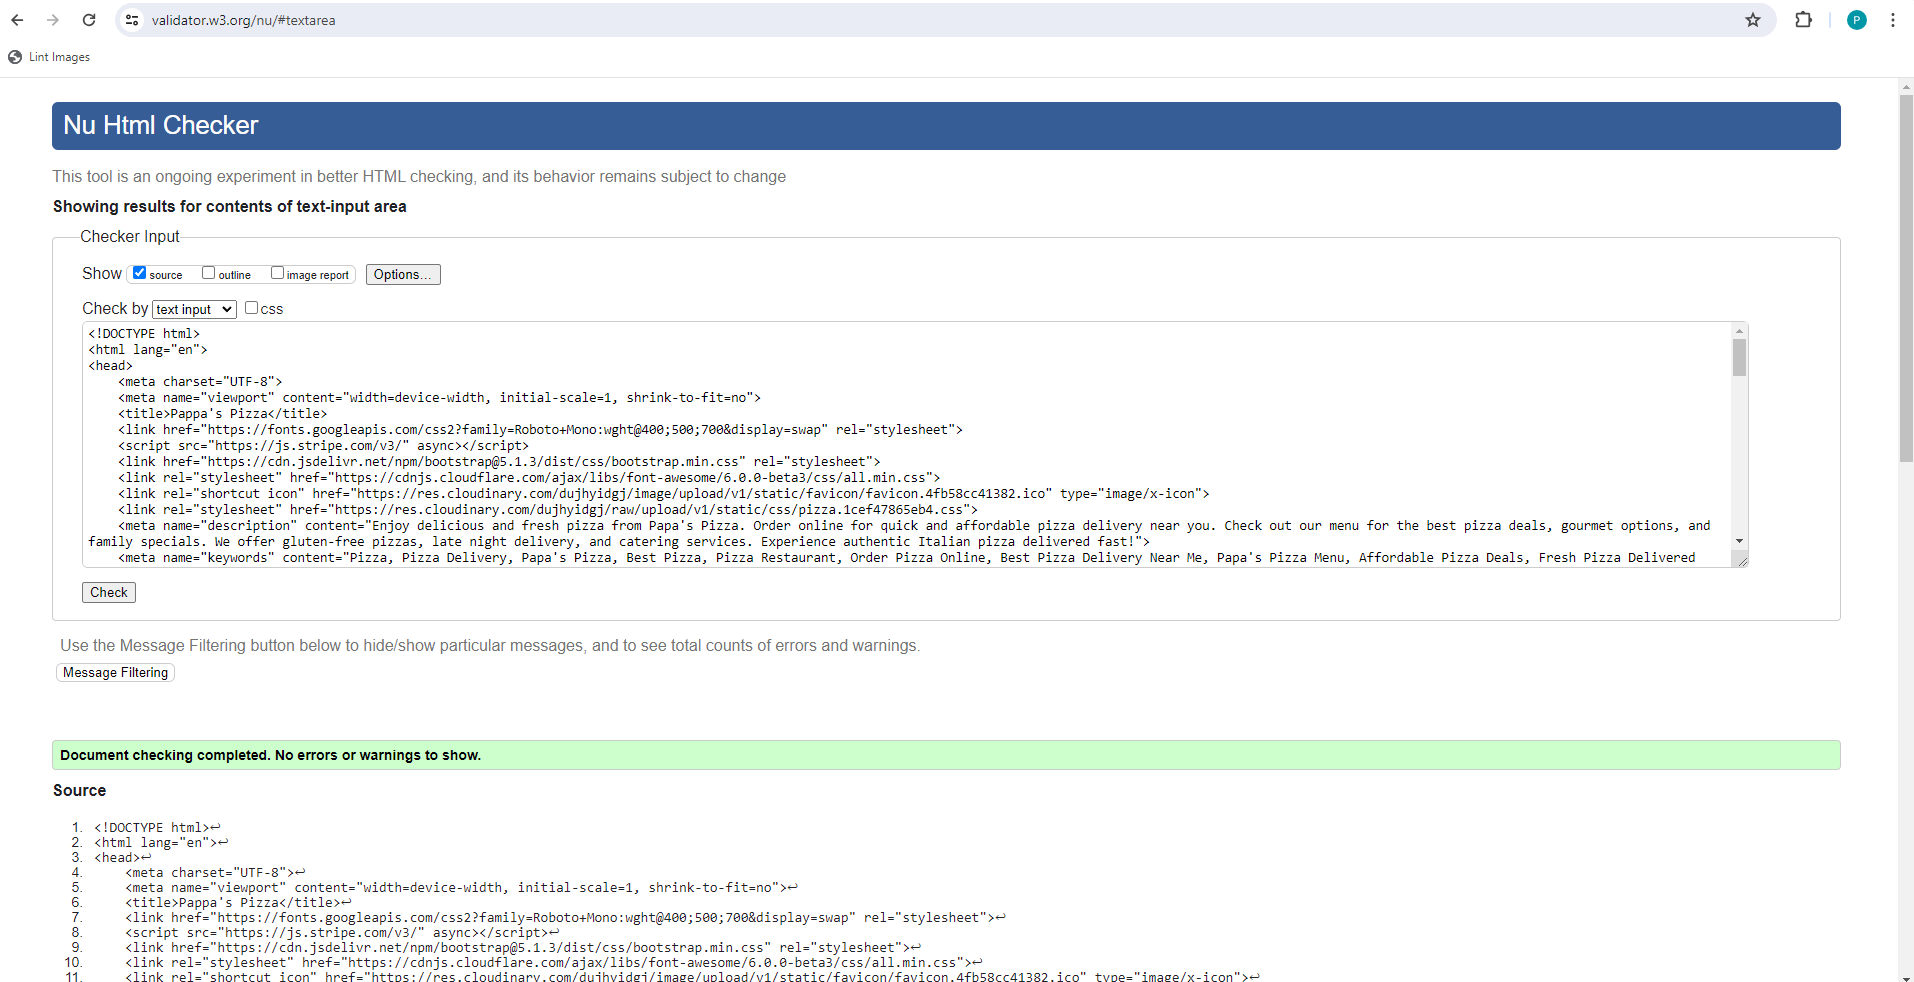 validator.w3.org/nu/#textarea
P
Lint Images
Nu Html Checker
This tool is an ongoing experiment in better HTML checking, and its behavior remains subject to change
Showing results for contents of text-input area
Checker Input
Show source outline image report Options...
Check by text input css
<!DOCTYPE html>
<html lang="en">
<head>
    <meta charset="UTF-8">
    <meta name="viewport" content="width=device-width, initial-scale=1, shrink-to-fit=no">
    <title>Pappa's Pizza</title>
    <link href="https://fonts.googleapis.com/css2?family=Roboto+Mono:wght@400;500;700&display=swap" rel="stylesheet">
    <script src="https://js.stripe.com/v3/" async></script>
    <link href="https://cdn.jsdelivr.net/npm/bootstrap@5.1.3/dist/css/bootstrap.min.css" rel="stylesheet">
    <link rel="stylesheet" href="https://cdnjs.cloudflare.com/ajax/libs/font-awesome/6.0.0-beta3/css/all.min.css">
    <link rel="shortcut icon" href="https://res.cloudinary.com/dujhyidgj/image/upload/v1/static/favicon/favicon.4fb58cc41382.ico" type="image/x-icon">
    <link rel="stylesheet" href="https://res.cloudinary.com/dujhyidgj/raw/upload/v1/static/css/pizza.1cef47865eb4.css">
    <meta name="description" content="Enjoy delicious and fresh pizza from Papa's Pizza. Order online for quick and affordable pizza delivery near you. Check out our menu for the best pizza deals, gourmet options, and
family specials. We offer gluten-free pizzas, late night delivery, and catering services. Experience authentic Italian pizza delivered fast!">
    <meta name="keywords" content="Pizza, Pizza Delivery, Papa's Pizza, Best Pizza, Pizza Restaurant, Order Pizza Online, Best Pizza Delivery Near Me, Papa's Pizza Menu, Affordable Pizza Deals, Fresh Pizza Delivered
Check
Use the Message Filtering button below to hide/show particular messages, and to see total counts of errors and warnings.
Message Filtering
Document checking completed. No errors or warnings to show.
Source
1. <!DOCTYPE html>↩
2. <html lang="en">↩
3. <head>↩
4.     <meta charset="UTF-8">↩
5.     <meta name="viewport" content="width=device-width, initial-scale=1, shrink-to-fit=no">↩
6.     <title>Pappa's Pizza</title>↩
7.     <link href="https://fonts.googleapis.com/css2?family=Roboto+Mono:wght@400;500;700&display=swap" rel="stylesheet">↩
8.     <script src="https://js.stripe.com/v3/" async></script>↩
9.     <link href="https://cdn.jsdelivr.net/npm/bootstrap@5.1.3/dist/css/bootstrap.min.css" rel="stylesheet">↩
10.     <link rel="stylesheet" href="https://cdnjs.cloudflare.com/ajax/libs/font-awesome/6.0.0-beta3/css/all.min.css">↩
11.     <link rel="shortcut icon" href="https://res.cloudinary.com/dujhyidgj/image/upload/v1/static/favicon/favicon.4fb58cc41382.ico" type="image/x-icon">↩